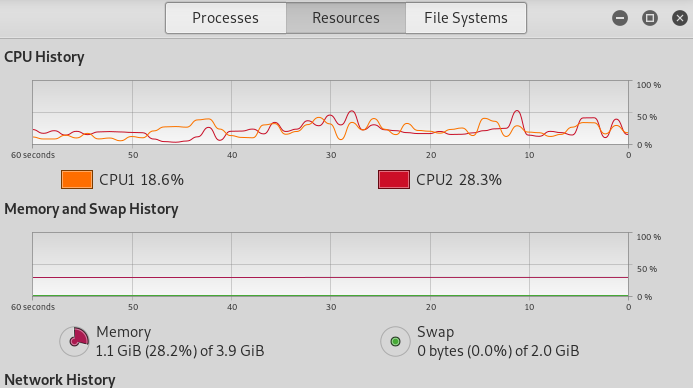 Processes Resources File Systems
CPU History
100 %
50 %
0 %
60 seconds 50 40 30 20 10 0
CPU1 18.6% CPU2 28.3%
Memory and Swap History
100 %
50 %
0 %
60 seconds 50 40 30 20 10 0
Memory Swap
1.1 GiB (28.2%) of 3.9 GiB 0 bytes (0.0%) of 2.0 GiB
Network History